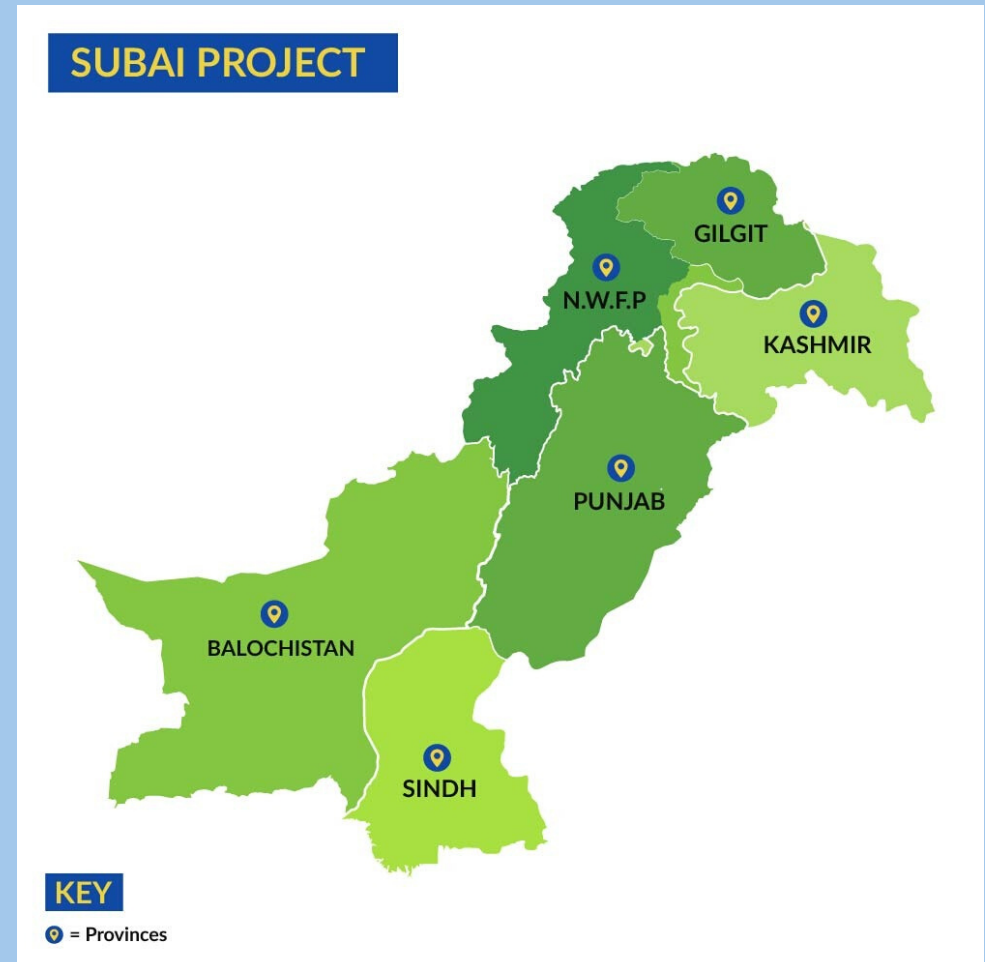 SUBAI PROJECT
GILGIT
N.W.F.P
KASHMIR
PUNJAB
BALOCHISTAN
SINDH
KEY
= Provinces